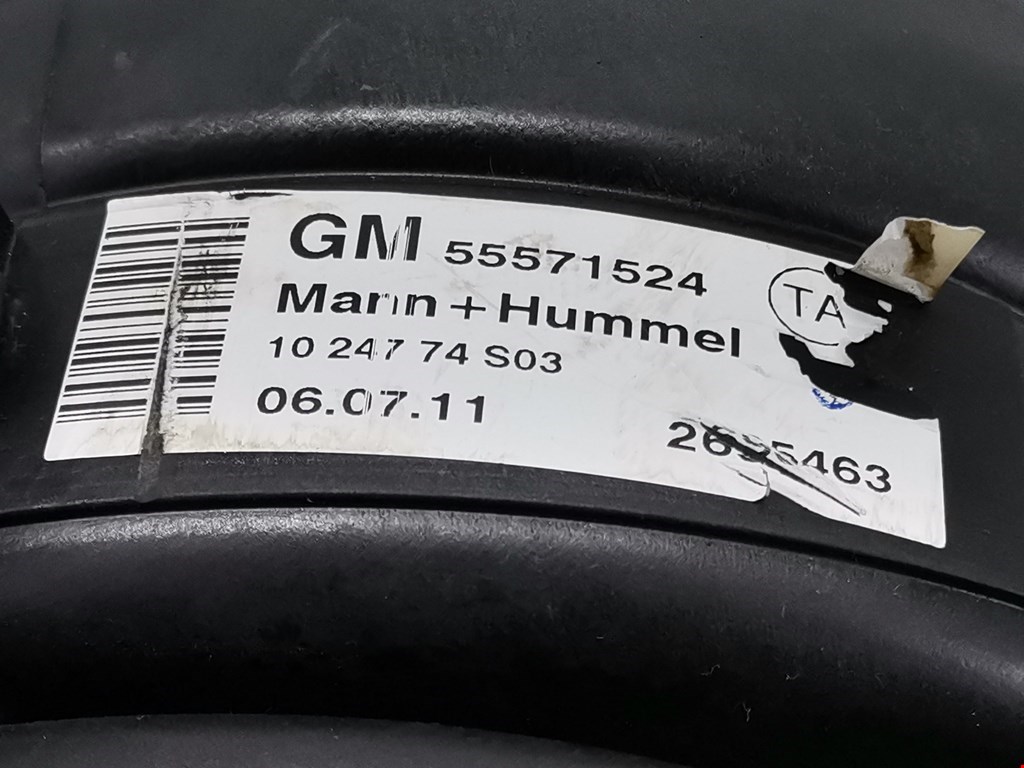 GM 55571524
TA
Mann+Hummel
10 247 74 S03
06.07.11